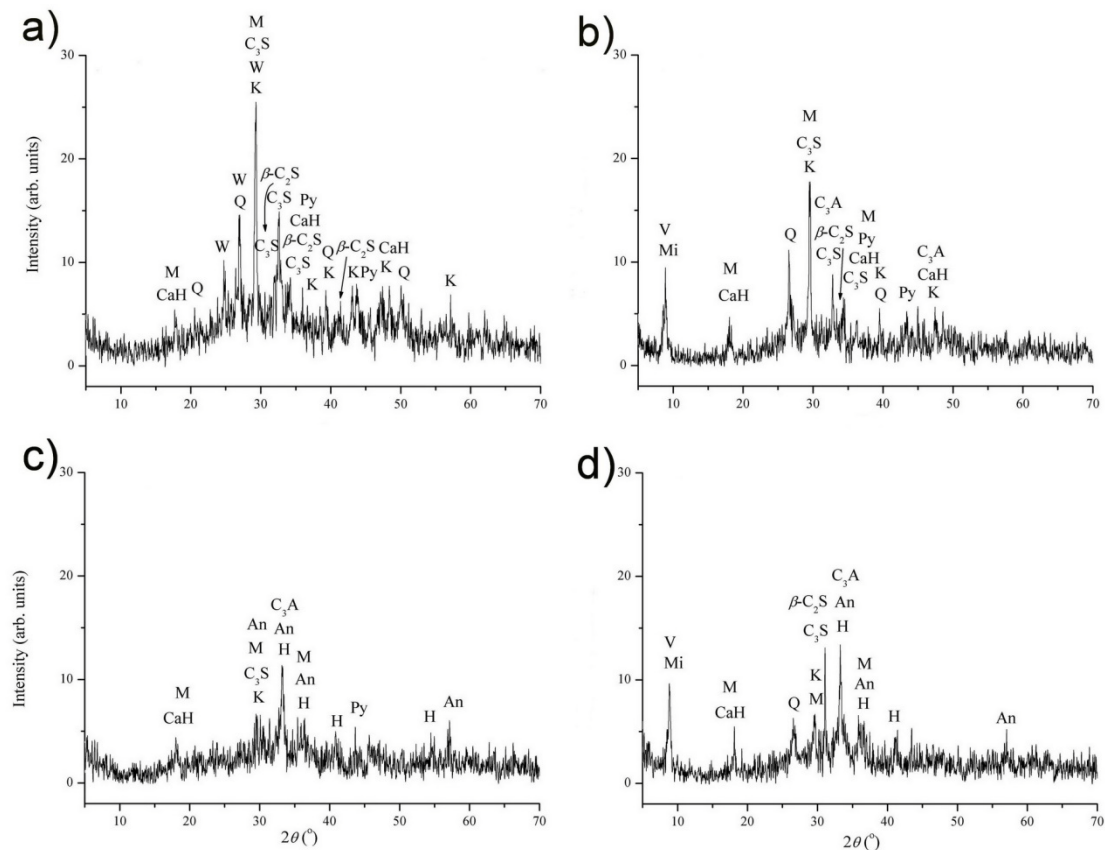 a)
M
C₃S
W
K
W
Q
W
β-C₂S
C₃S
C₃S
Py
CaH
β-C₂S
C₃S
M
CaH
Q
K
Q
K
β-C₂S
K
Py
CaH
K
Q
K
30
20
10
0
Intensity (arb. units)
10 20 30 40 50 60 70
b)
M
C₃S
K
C₃A
β-C₂S
C₃S
M
Py
CaH
C₃S
V
Mi
M
CaH
Q
K
Q
Py
C₃A
CaH
K
30
20
10
0
10 20 30 40 50 60 70
c)
An
M
C₃S
K
C₃A
An
H
M
An
H
M
CaH
H
Py
H
An
30
20
10
0
Intensity (arb. units)
10 20 30 40 50 60 70
2θ (°)
d)
C₃A
An
H
β-C₂S
C₃S
V
Mi
M
CaH
Q
K
M
M
An
H
H
An
30
20
10
0
10 20 30 40 50 60 70
2θ (°)